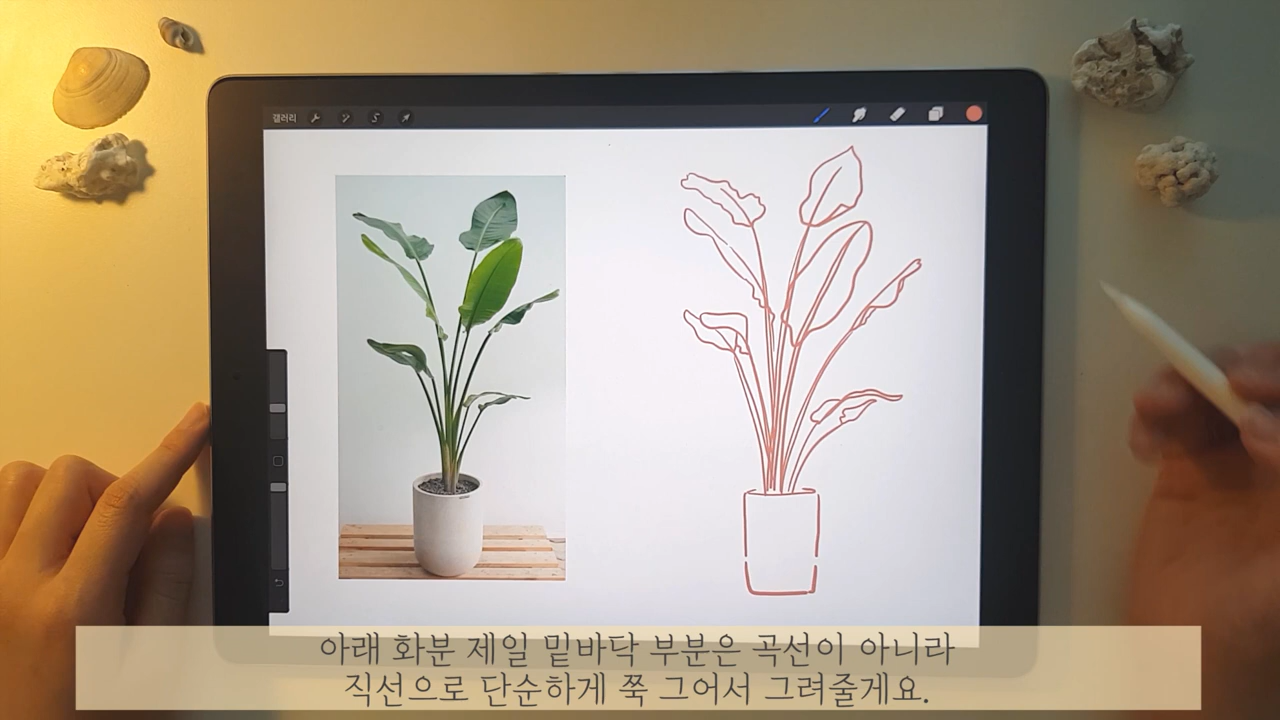 갤러리
아래 화분 제일 밑바닥 부분은 곡선이 아니라
직선으로 단순하게 쭉 그어서 그려줄게요.